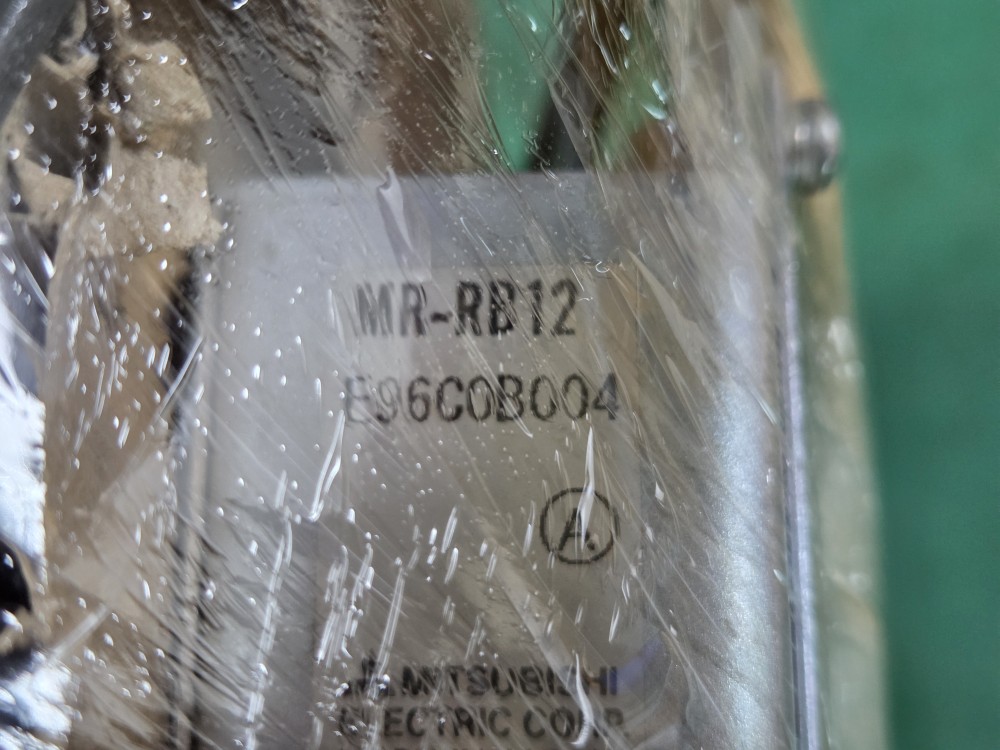 MR-RB12
E96C0B004
A.
MITSUBISHI
ELECTRIC CORP.